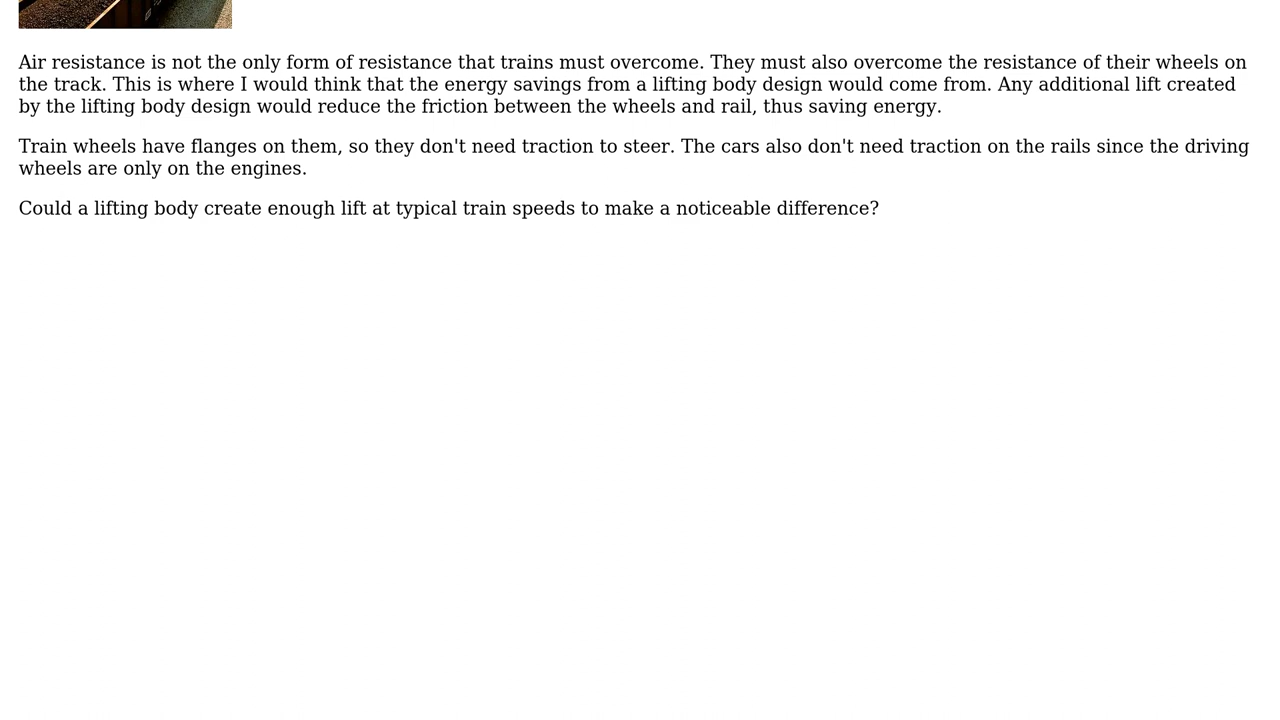 Air resistance is not the only form of resistance that trains must overcome. They must also overcome the resistance of their wheels on
the track. This is where I would think that the energy savings from a lifting body design would come from. Any additional lift created
by the lifting body design would reduce the friction between the wheels and rail, thus saving energy.
Train wheels have flanges on them, so they don't need traction to steer. The cars also don't need traction on the rails since the driving
wheels are only on the engines.
Could a lifting body create enough lift at typical train speeds to make a noticeable difference?